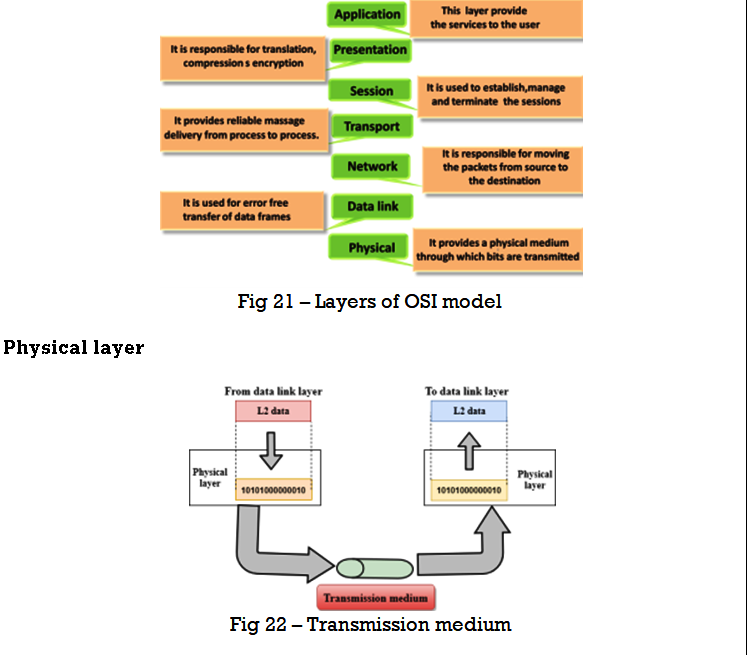 Application
This layer provide
the services to the user
It is responsible for translation,
compression s encryption
Presentation
Session
It is used to establish,manage
and terminate the sessions
It provides reliable massage
delivery from process to process.
Transport
Network
It is responsible for moving
the packets from source to
the destination
It is used for error free
transfer of data frames
Data link
Physical
It provides a physical medium
through which bits are transmitted
Fig 21 – Layers of OSI model
Physical layer
From data link layer
L2 data
Physical
layer
10101000000010
To data link layer
L2 data
10101000000010
Physical
layer
Transmission medium
Fig 22 – Transmission medium